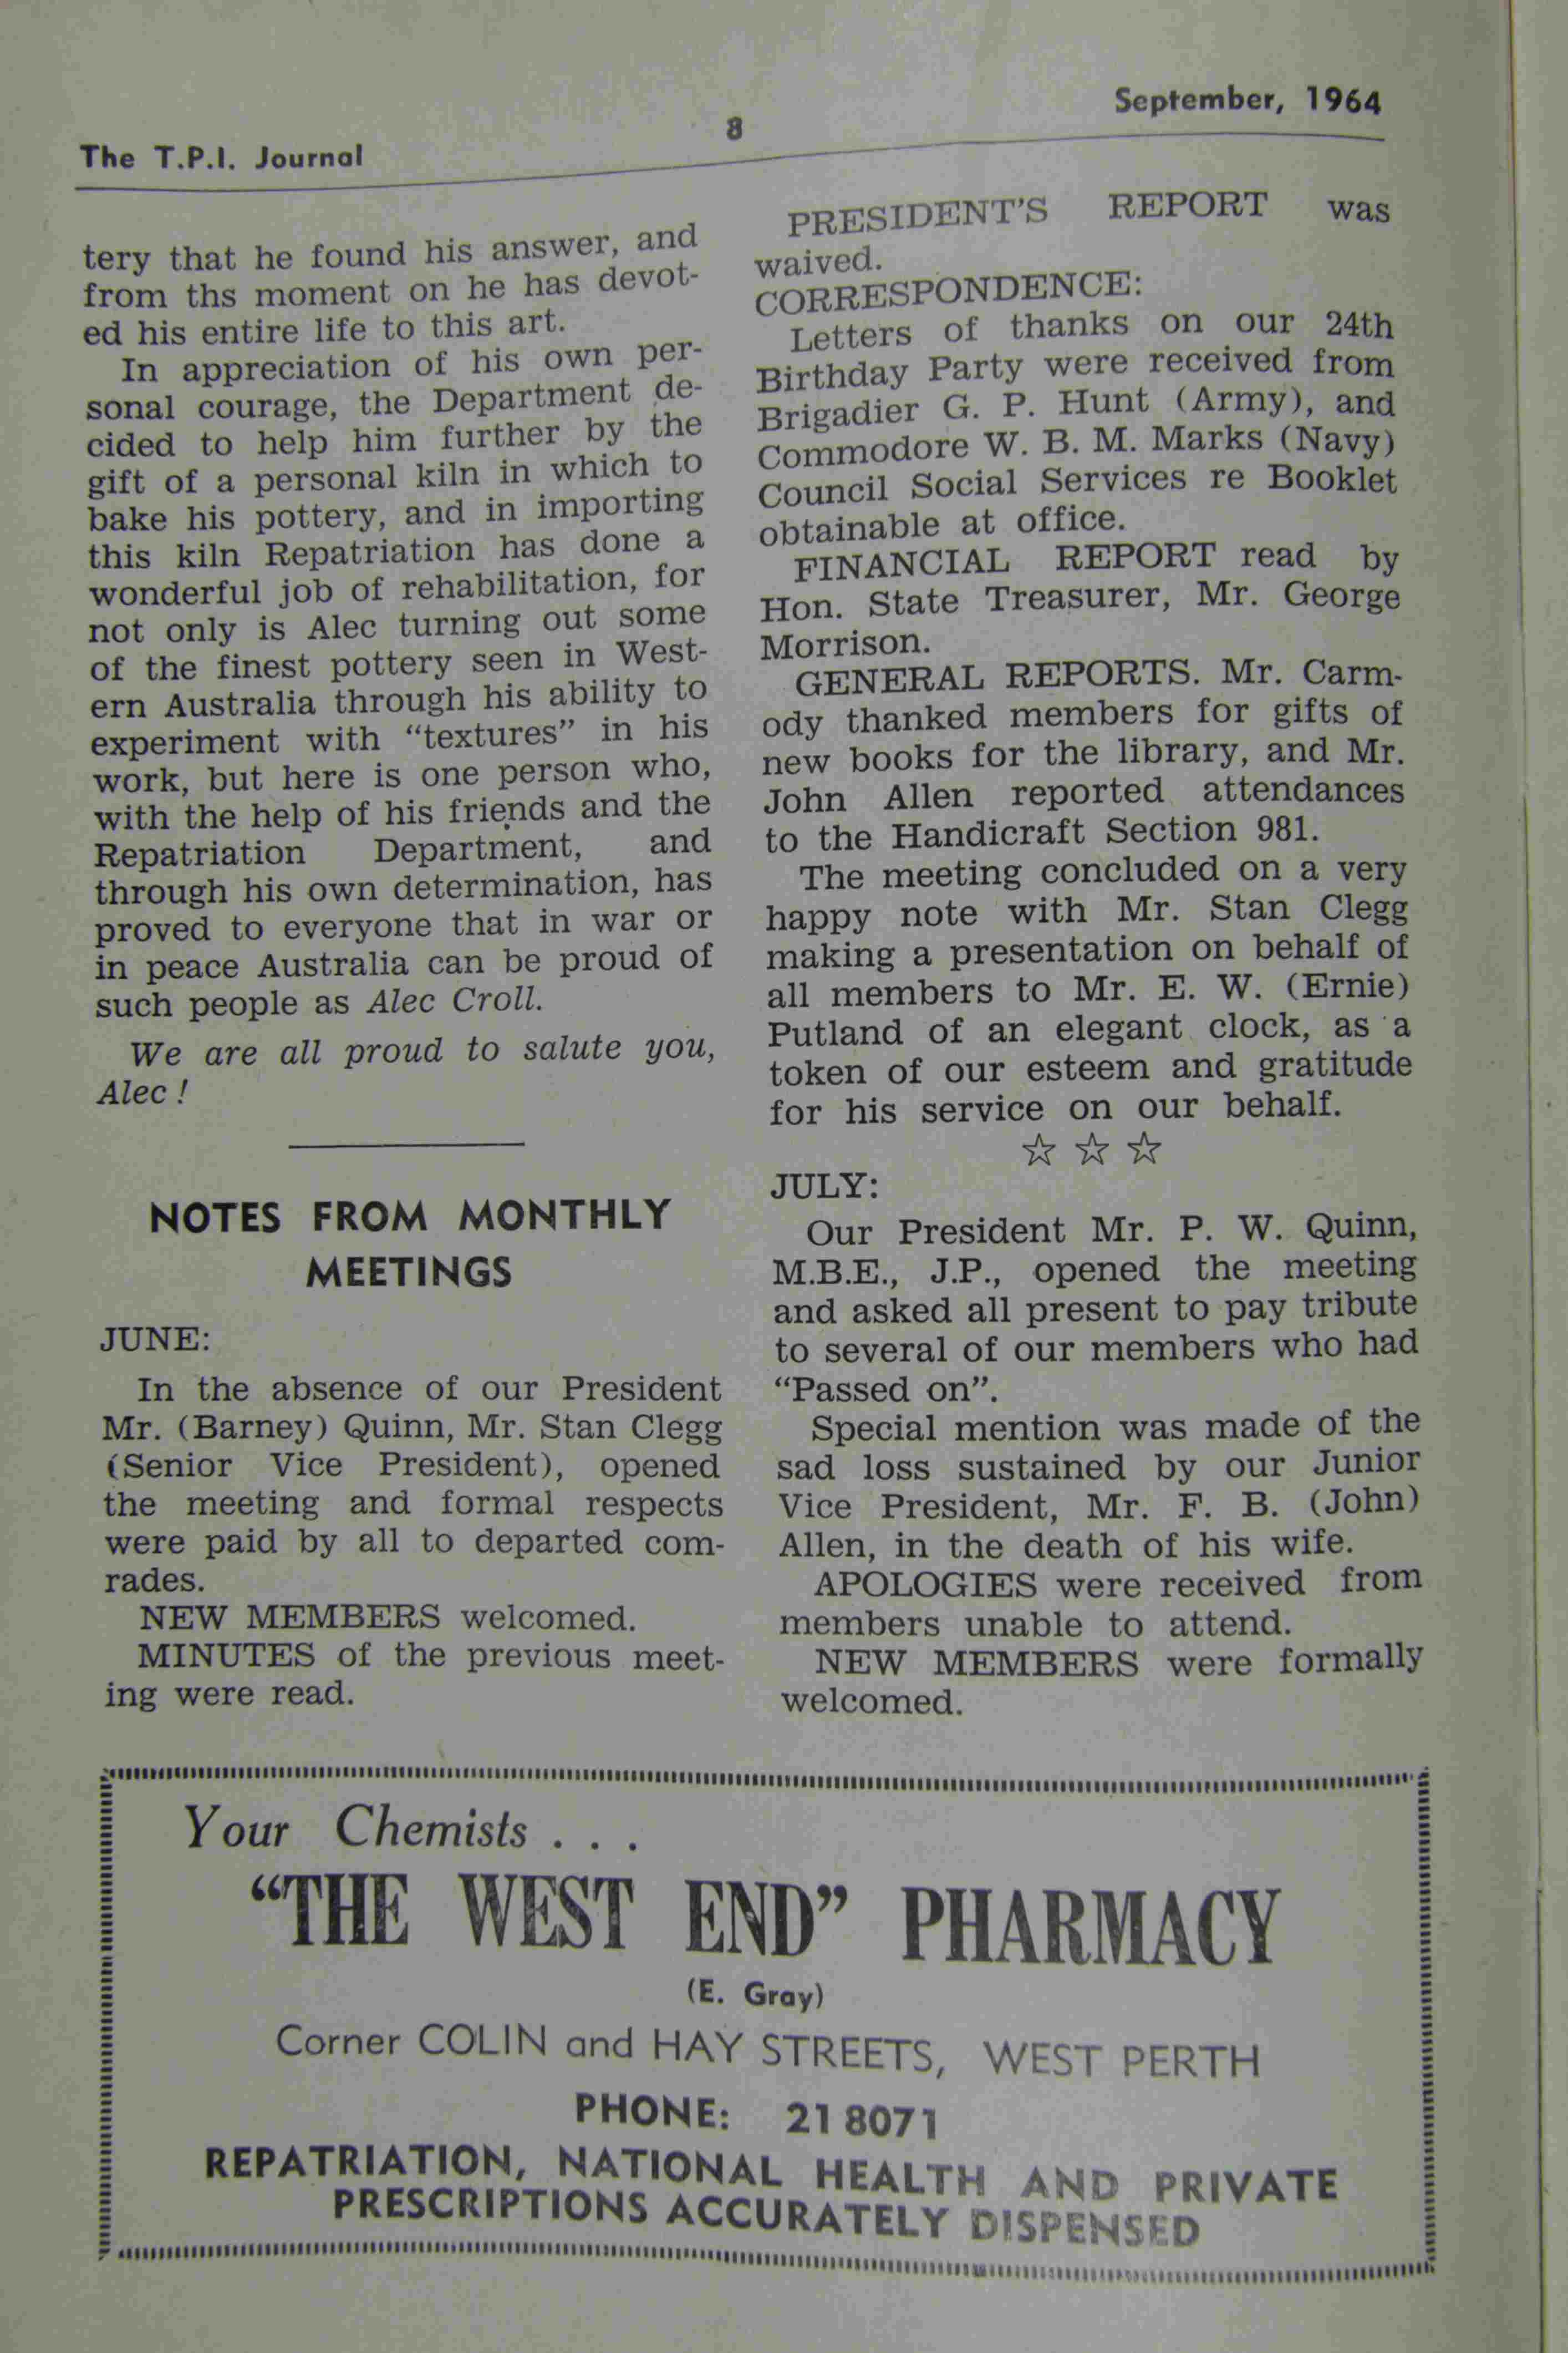 The T.P.I. Journal
8
September, 1964
tery that he found his answer, and
from ths moment on he has devot-
ed his entire life to this art.
In appreciation of his own per-
sonal courage, the Department de-
cided to help him further by the
gift of a personal kiln in which to
bake his pottery, and in importing
this kiln Repatriation has done a
wonderful job of rehabilitation, for
not only is Alec turning out some
of the finest pottery seen in West-
ern Australia through his ability to
experiment with “textures” in his
work, but here is one person who,
with the help of his friends and the
Repatriation Department, and
through his own determination, has
proved to everyone that in war or
in peace Australia can be proud of
such people as Alec Croll.
We are all proud to salute you,
Alec !
NOTES FROM MONTHLY
MEETINGS
JUNE:
In the absence of our President
Mr. (Barney) Quinn, Mr. Stan Clegg
(Senior Vice President), opened
the meeting and formal respects
were paid by all to departed com-
rades.
NEW MEMBERS welcomed.
MINUTES of the previous meet-
ing were read.
PRESIDENT'S REPORT was
waived.
CORRESPONDENCE:
Letters of thanks on our 24th
Birthday Party were received from
Brigadier G. P. Hunt (Army), and
Commodore W. B. M. Marks (Navy)
Council Social Services re Booklet
obtainable at office.
FINANCIAL REPORT read by
Hon. State Treasurer, Mr. George
Morrison.
GENERAL REPORTS. Mr. Carm-
ody thanked members for gifts of
new books for the library, and Mr.
John Allen reported attendances
to the Handicraft Section 981.
The meeting concluded on a very
happy note with Mr. Stan Clegg
making a presentation on behalf of
all members to Mr. E. W. (Ernie)
Putland of an elegant clock, as a
token of our esteem and gratitude
for his service on our behalf.
☆ ☆ ☆
JULY:
Our President Mr. P. W. Quinn,
M.B.E., J.P., opened the meeting
and asked all present to pay tribute
to several of our members who had
“Passed on”.
Special mention was made of the
sad loss sustained by our Junior
Vice President, Mr. F. B. (John)
Allen, in the death of his wife.
APOLOGIES were received from
members unable to attend.
NEW MEMBERS were formally
welcomed.
Your Chemists . . .
“THE WEST END” PHARMACY
(E. Gray)
Corner COLIN and HAY STREETS, WEST PERTH
PHONE: 21 8071
REPATRIATION, NATIONAL HEALTH AND PRIVATE
PRESCRIPTIONS ACCURATELY DISPENSED